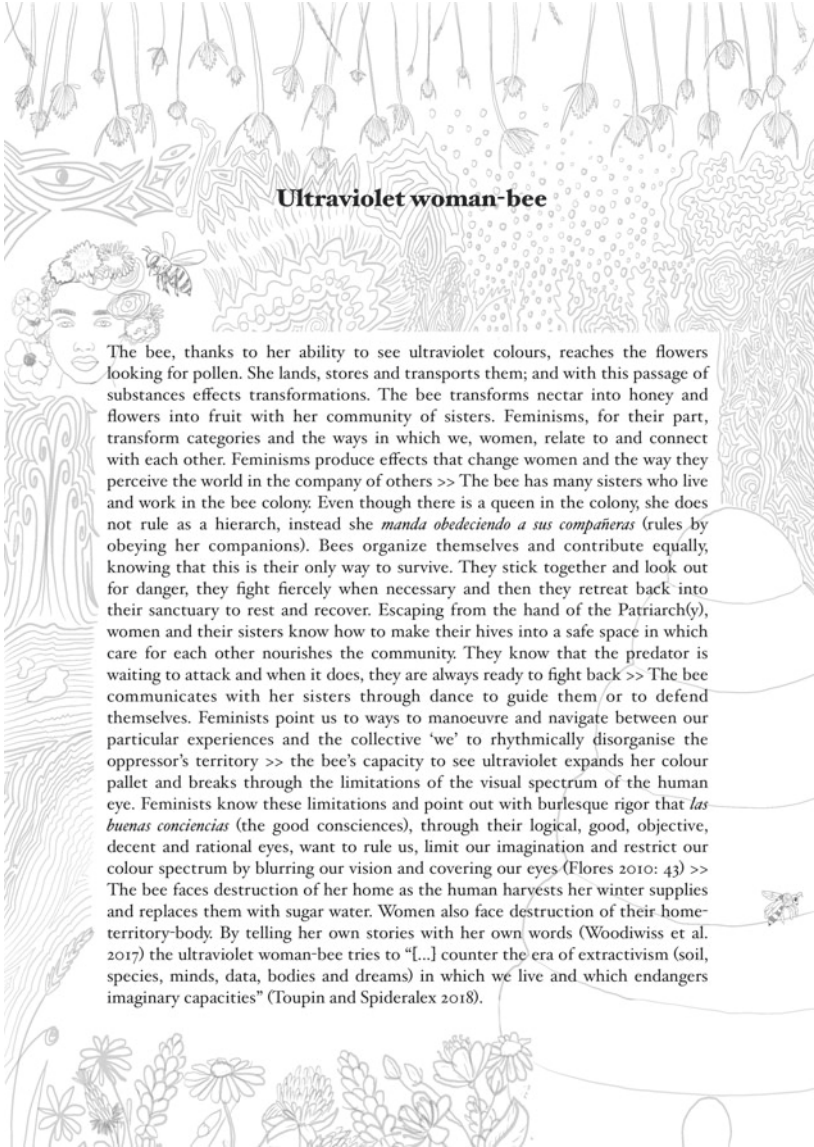 Ultraviolet woman-bee
The bee, thanks to her ability to see ultraviolet colours, reaches the flowers
looking for pollen. She lands, stores and transports them; and with this passage of
substances effects transformations. The bee transforms nectar into honey and
flowers into fruit with her community of sisters. Feminisms, for their part,
transform categories and the ways in which we, women, relate to and connect
with each other. Feminisms produce effects that change women and the way they
perceive the world in the company of others >> The bee has many sisters who live
and work in the bee colony. Even though there is a queen in the colony, she does
not rule as a hierarch, instead she manda obedeciendo a sus compañeras (rules by
obeying her companions). Bees organize themselves and contribute equally,
knowing that this is their only way to survive. They stick together and look out
for danger, they fight fiercely when necessary and then they retreat back into
their sanctuary to rest and recover. Escaping from the hand of the Patriarch(y),
women and their sisters know how to make their hives into a safe space in which
care for each other nourishes the community. They know that the predator is
waiting to attack and when it does, they are always ready to fight back >> The bee
communicates with her sisters through dance to guide them or to defend
themselves. Feminists point us to ways to manoeuvre and navigate between our
particular experiences and the collective ‘we’ to rhythmically disorganise the
oppressor’s territory >> the bee’s capacity to see ultraviolet expands her colour
pallet and breaks through the limitations of the visual spectrum of the human
eye. Feminists know these limitations and point out with burlesque rigor that las
buenas conciencias (the good consciences), through their logical, good, objective,
decent and rational eyes, want to rule us, limit our imagination and restrict our
colour spectrum by blurring our vision and covering our eyes (Flores 2010: 43) >>
The bee faces destruction of her home as the human harvests her winter supplies
and replaces them with sugar water. Women also face destruction of their home-
territory-body. By telling her own stories with her own words (Woodiwiss et al.
2017) the ultraviolet woman-bee tries to “[...] counter the era of extractivism (soil,
species, minds, data, bodies and dreams) in which we live and which endangers
imaginary capacities” (Toupin and Spideralex 2018).